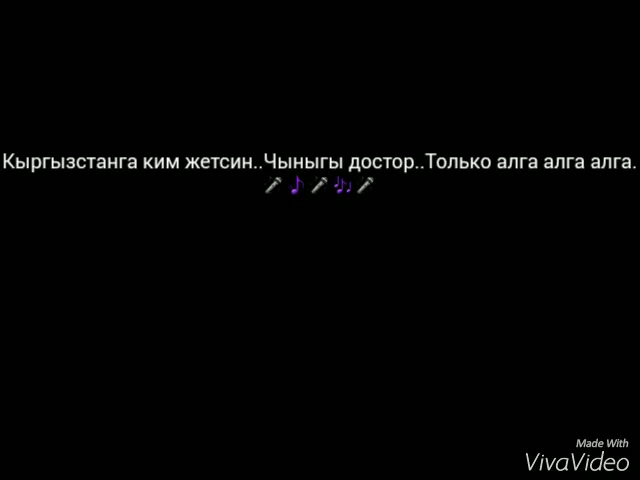 Кыргызстанга ким жетсин..Чыныгы достор..Только алга алга алга.
🎤🎵🎤🎶🎤
Made With
VivaVideo